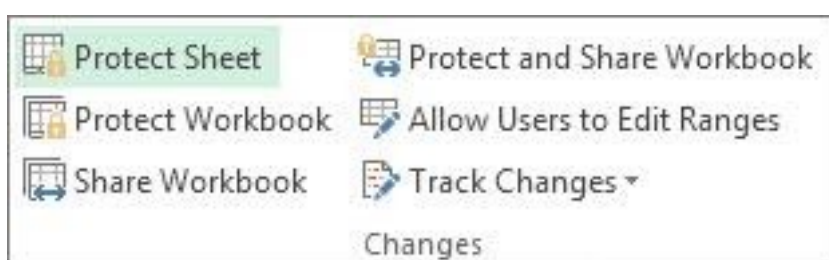 Protect Sheet
Protect Workbook
Share Workbook
Protect and Share Workbook
Allow Users to Edit Ranges
Track Changes
Changes